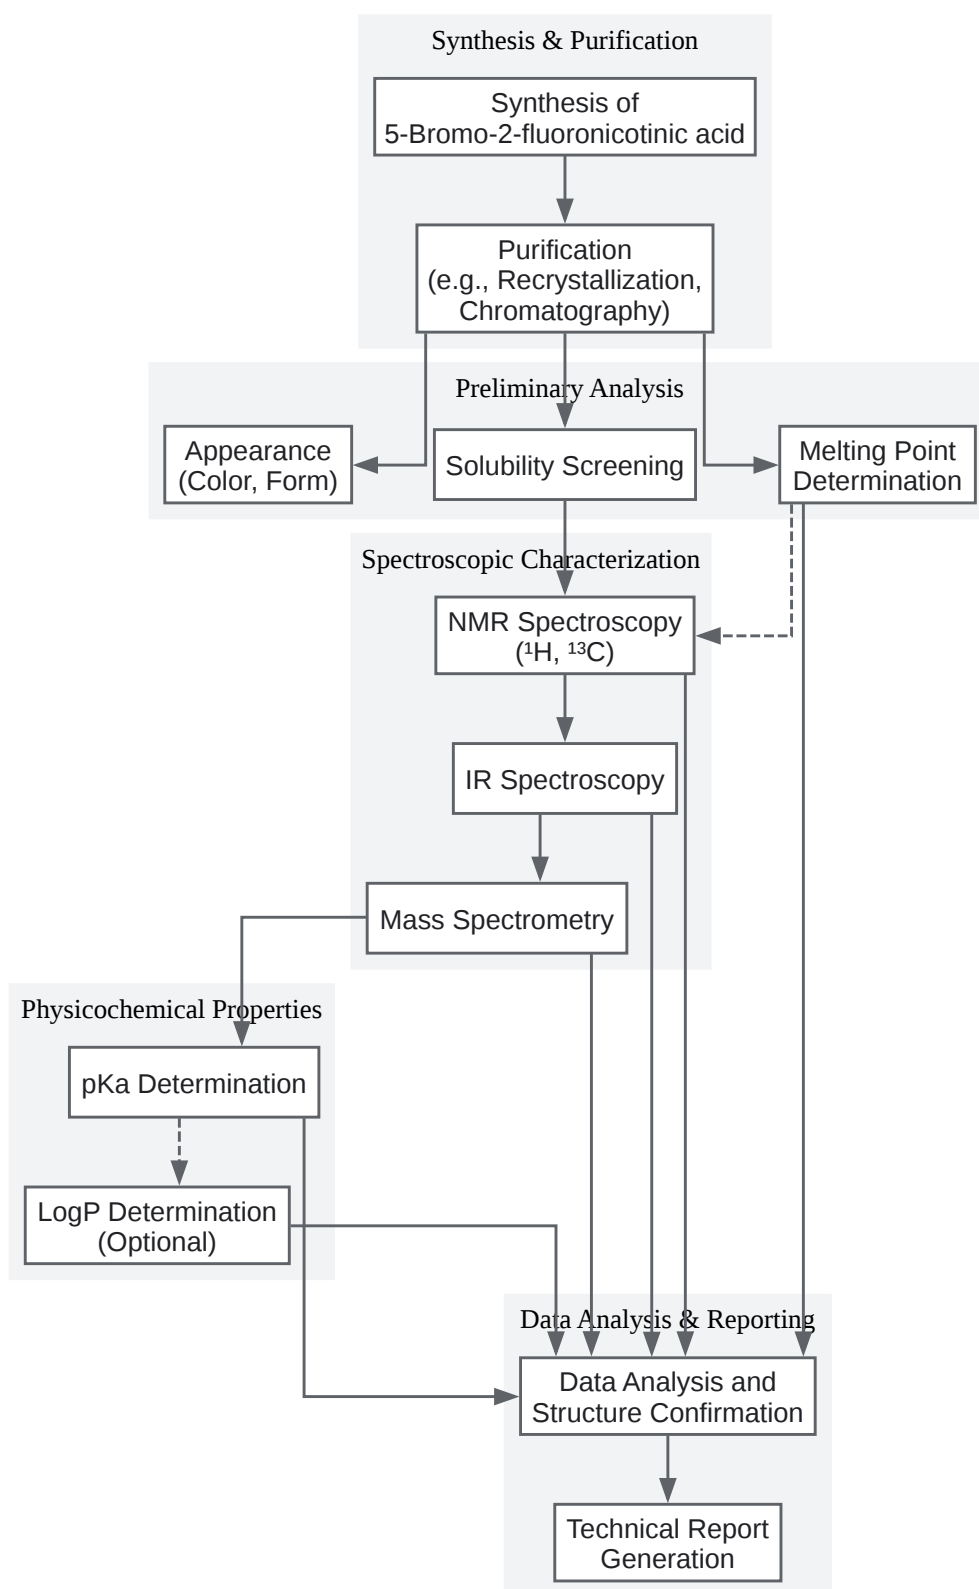 Synthesis & Purification
Synthesis of
5-Bromo-2-fluoronicotinic acid
Purification
(e.g., Recrystallization,
Chromatography)
Preliminary Analysis
Appearance
(Color, Form)
Solubility Screening
Melting Point
Determination
Spectroscopic Characterization
NMR Spectroscopy
(¹H, ¹³C)
IR Spectroscopy
Mass Spectrometry
Physicochemical Properties
pKa Determination
LogP Determination
(Optional)
Data Analysis & Reporting
Data Analysis and
Structure Confirmation
Technical Report
Generation